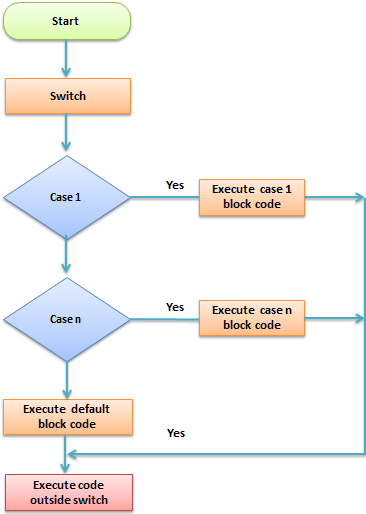 Start
Switch
Case 1
Yes
Execute case 1
block code
Case n
Yes
Execute case n
block code
Execute default
block code
Yes
Execute code
outside switch